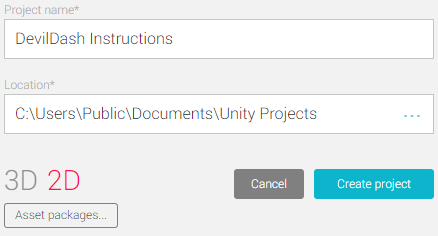 Project name*
DevilDash Instructions
Location*
C:\Users\Public\Documents\Unity Projects
...
3D 2D
Cancel
Create project
Asset packages...